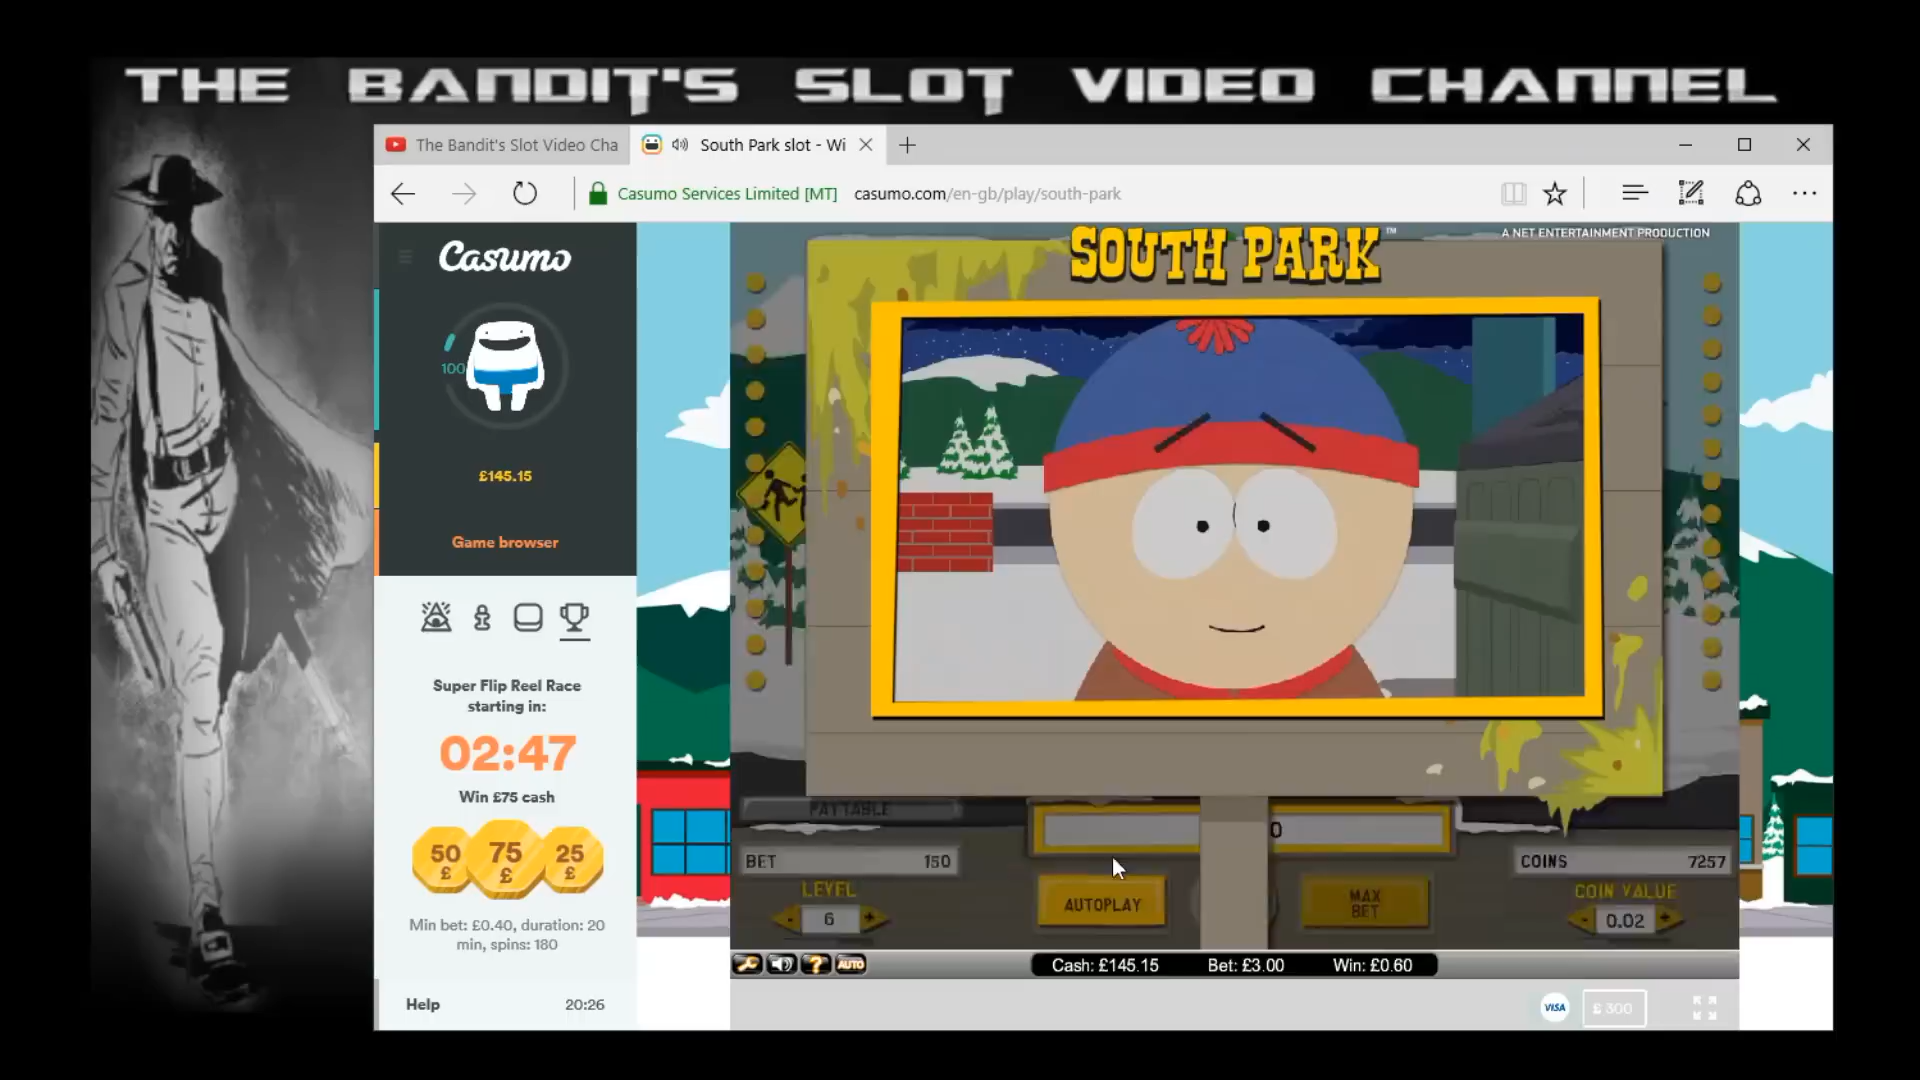 THE BANDIT'S SLOT VIDEO CHANNEL
The Bandit's Slot Video Cha
South Park slot - Wi
Casumo Services Limited [MT]
casumo.com/en-gb/play/south-park
Casumo
100
£145.15
Game browser
Super Flip Reel Race
starting in:
02:47
Win £75 cash
50 £
75 £
25 £
Min bet: £0.40, duration: 20
min, spins: 180
Help
20:26
SOUTH PARK™
A NET ENTERTAINMENT PRODUCTION
PAYTABLE
0
BET 150
COINS 7257
LEVEL
- 6 +
AUTOPLAY
MAX
BET
COIN VALUE
- 0.02 +
AUTO
Cash: £145.15 Bet: £3.00 Win: £0.60
VISA
£ 300